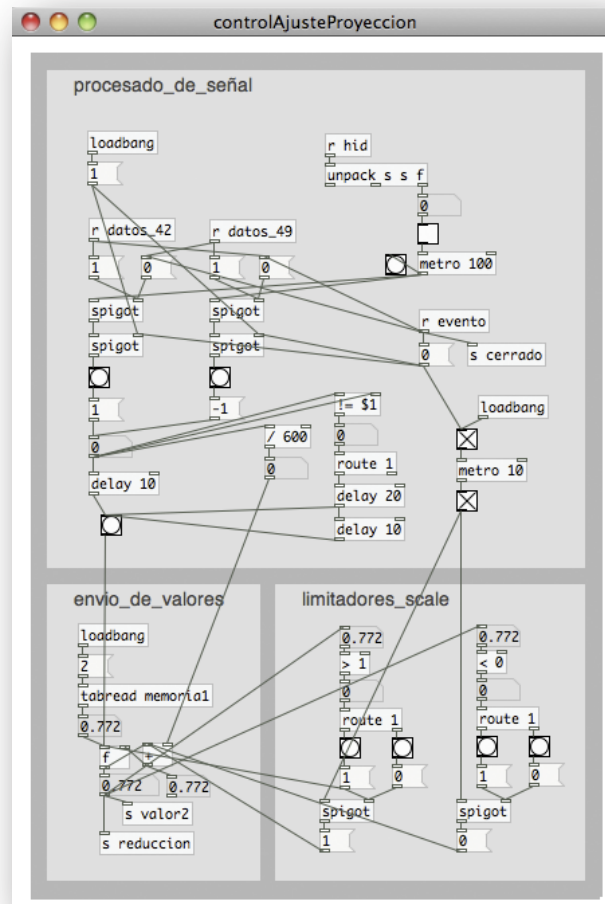 controlAjusteProyeccion
procesado_de_señal
loadbang
1
r hid
unpack s s f
0
r datos_42
r datos_49
1
0
1
0
metro 100
spigot
spigot
r evento
spigot
spigot
0
s cerrado
1
-1
!= $1
loadbang
0
/ 600
0
0
route 1
metro 10
delay 10
delay 20
delay 10
envio_de_valores
limitadores_scale
loadbang
2
tabread memoria1
0.772
0.772
0.772
> 1
< 0
0
0
route 1
route 1
f
+
0.772
0.772
1
0
1
0
s valor2
spigot
spigot
s reduccion
1
0